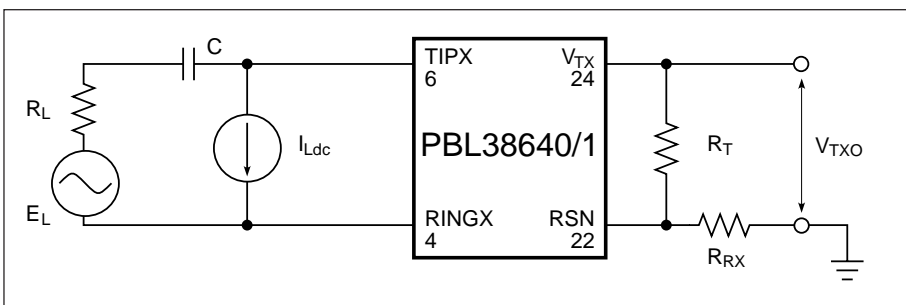 C
TIPX
6
V_TX
24
R_L
I_Ldc
PBL38640/1
R_T
V_TXO
E_L
RINGX
4
RSN
22
R_RX